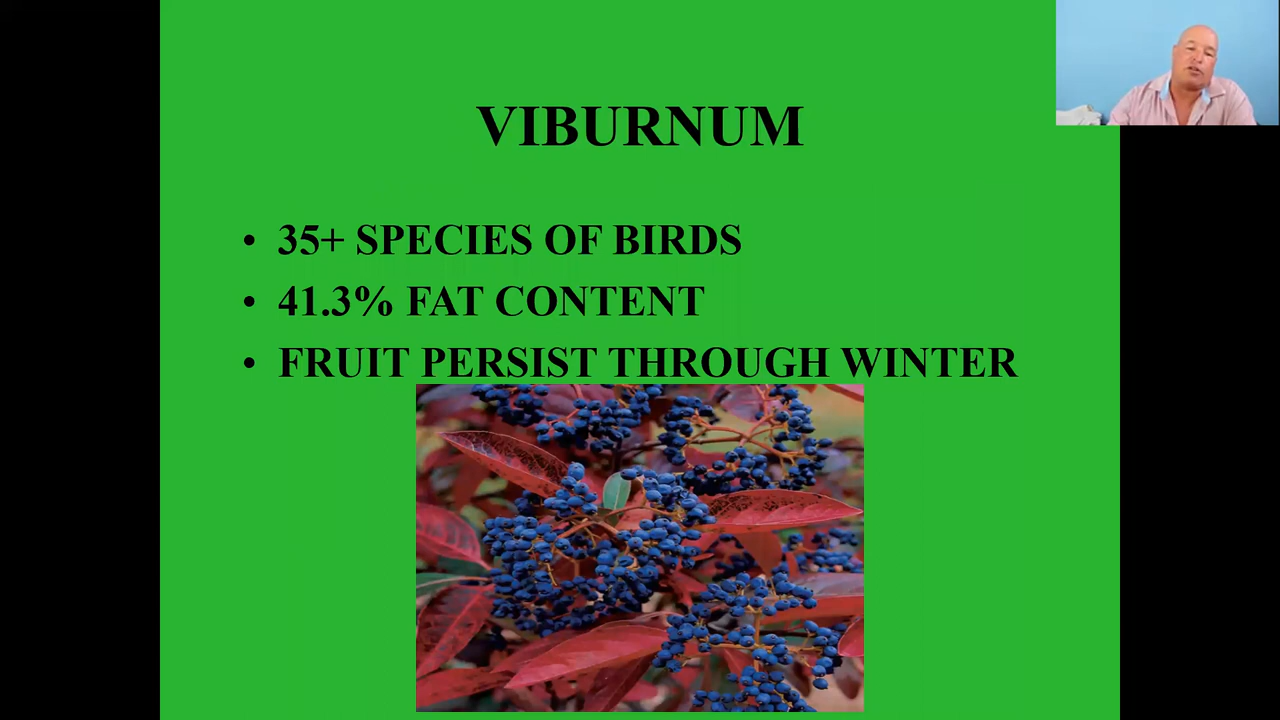 VIBURNUM
• 35+ SPECIES OF BIRDS
• 41.3% FAT CONTENT
• FRUIT PERSIST THROUGH WINTER